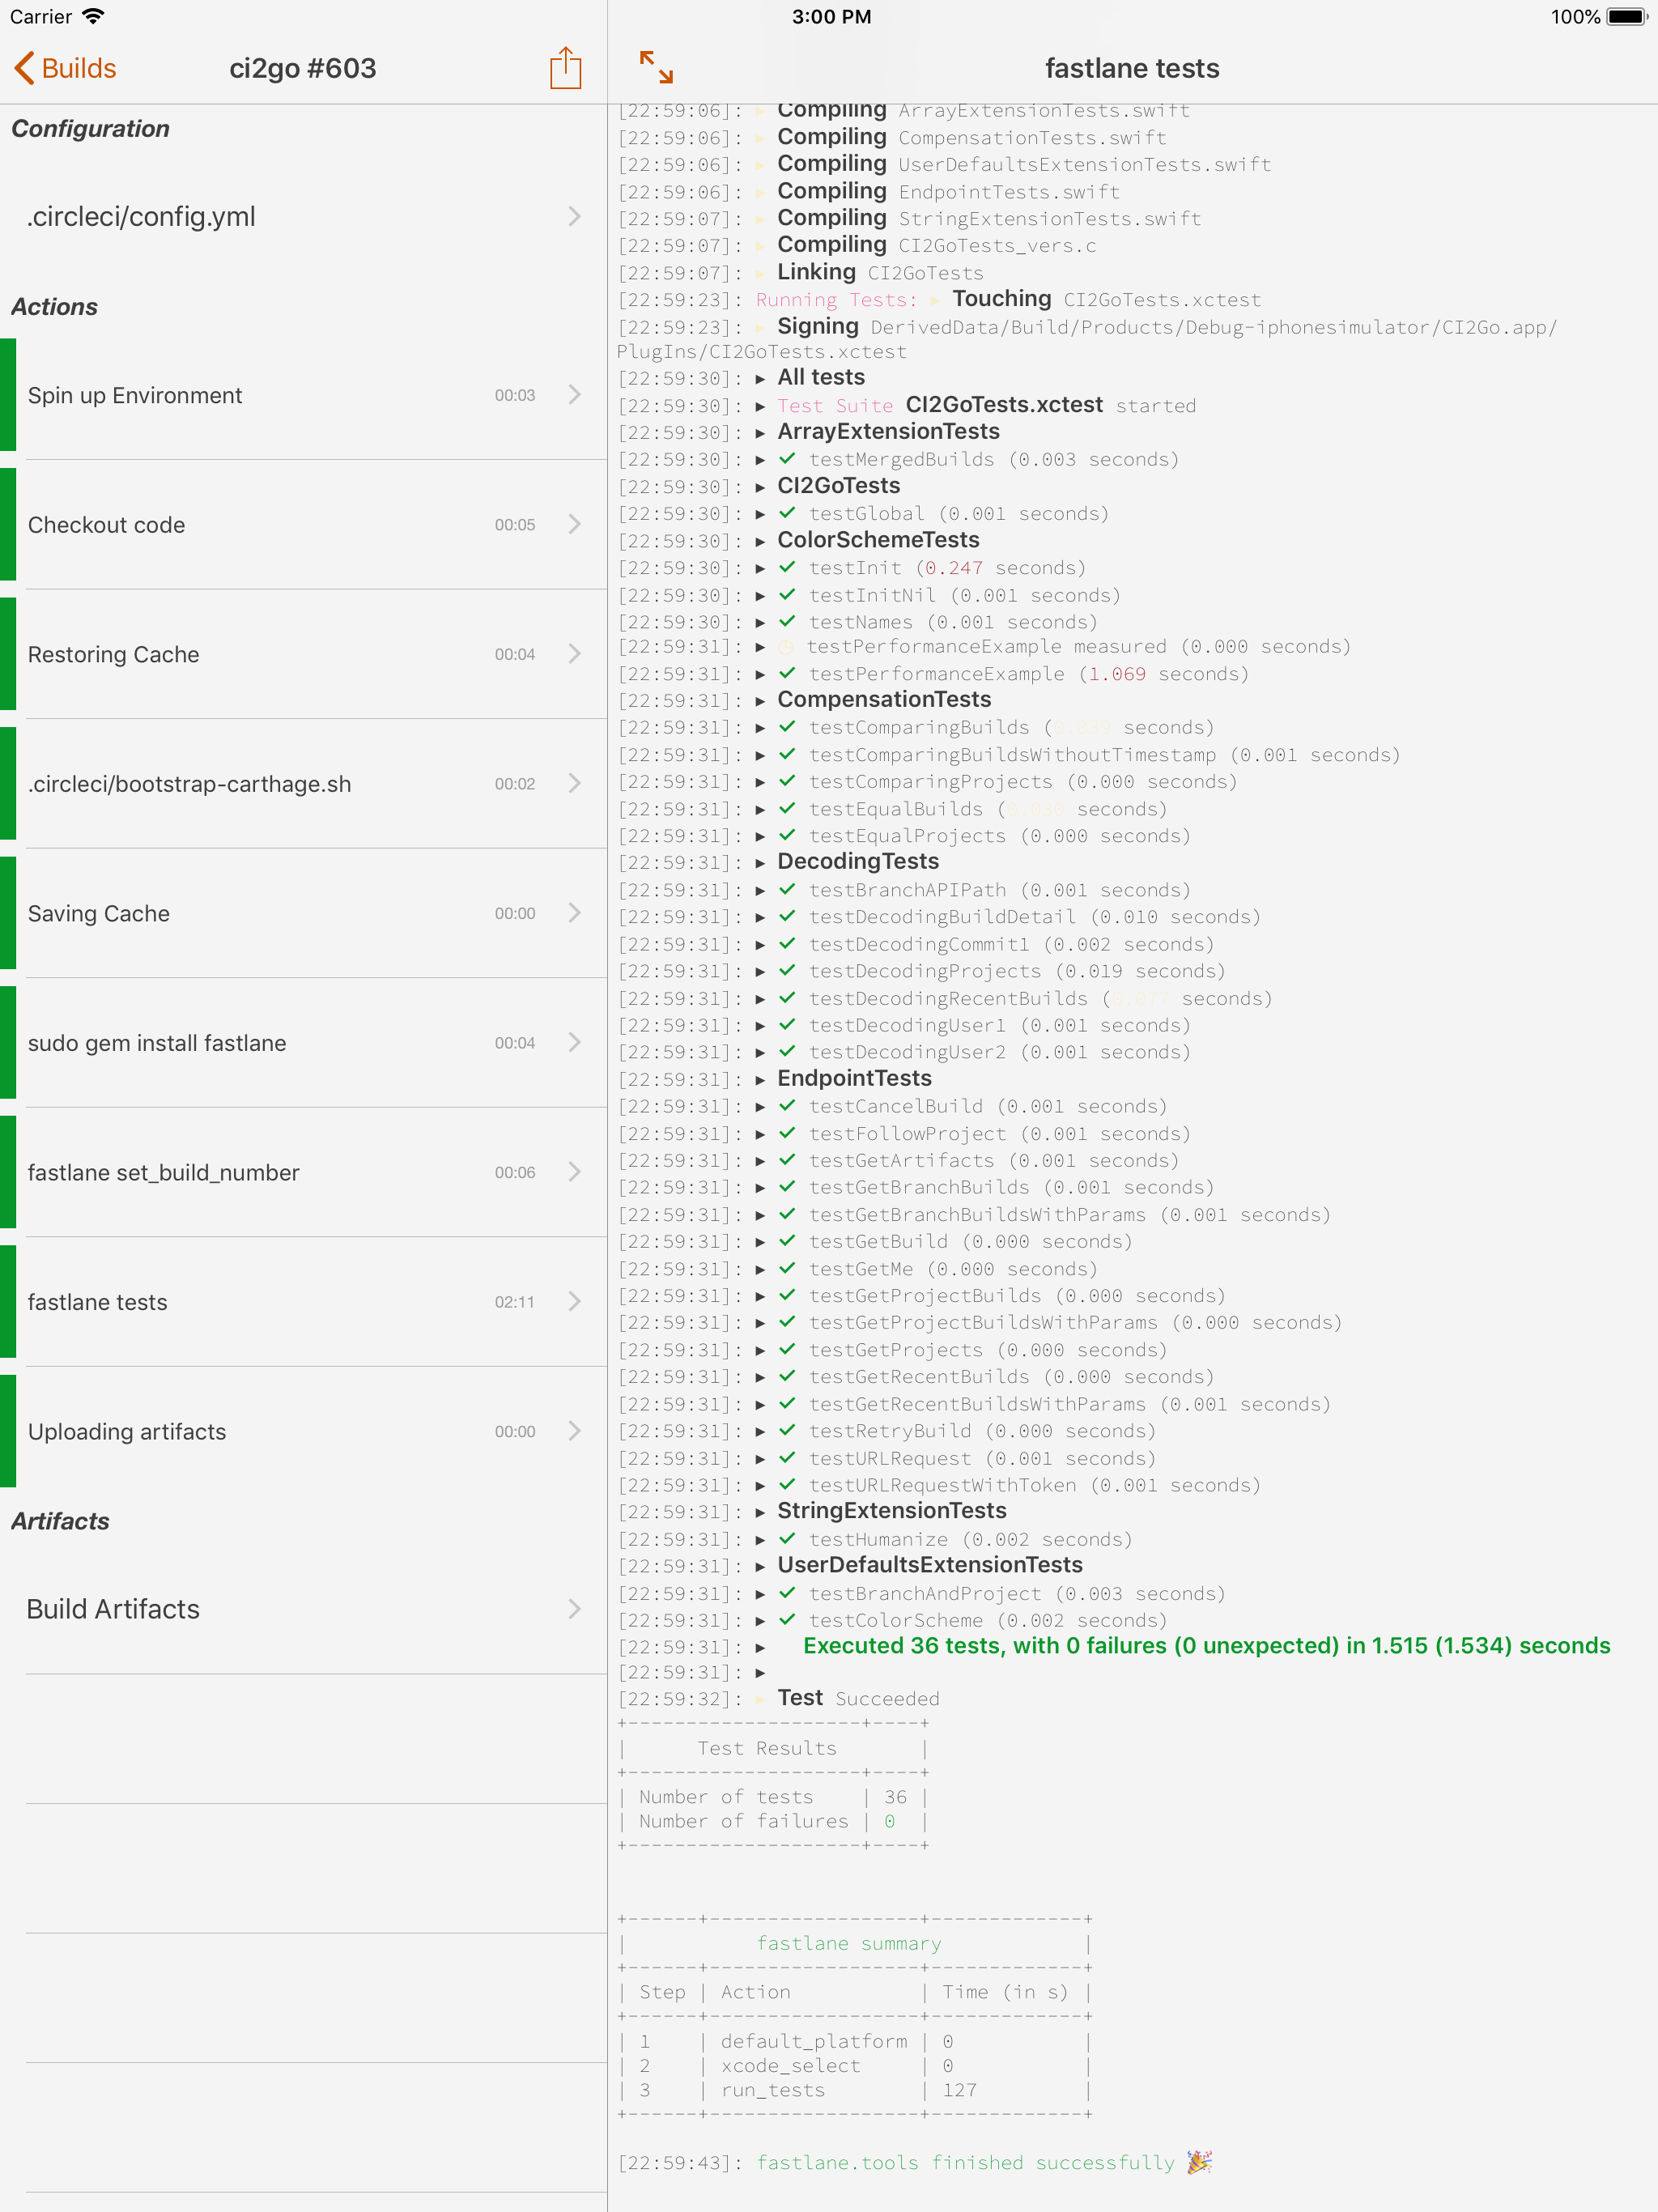 Carrier
3:00 PM
100%
Builds
ci2go #603
fastlane tests
Configuration
.circleci/config.yml
Actions
Spin up Environment 00:03
Checkout code 00:05
Restoring Cache 00:04
.circleci/bootstrap-carthage.sh 00:02
Saving Cache 00:00
sudo gem install fastlane 00:04
fastlane set_build_number 00:06
fastlane tests 02:11
Uploading artifacts 00:00
Artifacts
Build Artifacts
[22:59:06]: ▸ Compiling ArrayExtensionTests.swift
[22:59:06]: ▸ Compiling CompensationTests.swift
[22:59:06]: ▸ Compiling UserDefaultsExtensionTests.swift
[22:59:06]: ▸ Compiling EndpointTests.swift
[22:59:07]: ▸ Compiling StringExtensionTests.swift
[22:59:07]: ▸ Compiling CI2GoTests_vers.c
[22:59:07]: ▸ Linking CI2GoTests
[22:59:23]: Running Tests: ▸ Touching CI2GoTests.xctest
[22:59:23]: ▸ Signing DerivedData/Build/Products/Debug-iphonesimulator/CI2Go.app/
PlugIns/CI2GoTests.xctest
[22:59:30]: ▸ All tests
[22:59:30]: ▸ Test Suite CI2GoTests.xctest started
[22:59:30]: ▸ ArrayExtensionTests
[22:59:30]: ▸ ✓ testMergedBuilds (0.003 seconds)
[22:59:30]: ▸ CI2GoTests
[22:59:30]: ▸ ✓ testGlobal (0.001 seconds)
[22:59:30]: ▸ ColorSchemeTests
[22:59:30]: ▸ ✓ testInit (0.247 seconds)
[22:59:30]: ▸ ✓ testInitNil (0.001 seconds)
[22:59:30]: ▸ ✓ testNames (0.001 seconds)
[22:59:31]: ▸ ◷ testPerformanceExample measured (0.000 seconds)
[22:59:31]: ▸ ✓ testPerformanceExample (1.069 seconds)
[22:59:31]: ▸ CompensationTests
[22:59:31]: ▸ ✓ testComparingBuilds ( seconds)
[22:59:31]: ▸ ✓ testComparingBuildsWithoutTimestamp (0.001 seconds)
[22:59:31]: ▸ ✓ testComparingProjects (0.000 seconds)
[22:59:31]: ▸ ✓ testEqualBuilds ( seconds)
[22:59:31]: ▸ ✓ testEqualProjects (0.000 seconds)
[22:59:31]: ▸ DecodingTests
[22:59:31]: ▸ ✓ testBranchAPIPath (0.001 seconds)
[22:59:31]: ▸ ✓ testDecodingBuildDetail (0.010 seconds)
[22:59:31]: ▸ ✓ testDecodingCommit1 (0.002 seconds)
[22:59:31]: ▸ ✓ testDecodingProjects (0.019 seconds)
[22:59:31]: ▸ ✓ testDecodingRecentBuilds ( seconds)
[22:59:31]: ▸ ✓ testDecodingUser1 (0.001 seconds)
[22:59:31]: ▸ ✓ testDecodingUser2 (0.001 seconds)
[22:59:31]: ▸ EndpointTests
[22:59:31]: ▸ ✓ testCancelBuild (0.001 seconds)
[22:59:31]: ▸ ✓ testFollowProject (0.001 seconds)
[22:59:31]: ▸ ✓ testGetArtifacts (0.001 seconds)
[22:59:31]: ▸ ✓ testGetBranchBuilds (0.001 seconds)
[22:59:31]: ▸ ✓ testGetBranchBuildsWithParams (0.001 seconds)
[22:59:31]: ▸ ✓ testGetBuild (0.000 seconds)
[22:59:31]: ▸ ✓ testGetMe (0.000 seconds)
[22:59:31]: ▸ ✓ testGetProjectBuilds (0.000 seconds)
[22:59:31]: ▸ ✓ testGetProjectBuildsWithParams (0.000 seconds)
[22:59:31]: ▸ ✓ testGetProjects (0.000 seconds)
[22:59:31]: ▸ ✓ testGetRecentBuilds (0.000 seconds)
[22:59:31]: ▸ ✓ testGetRecentBuildsWithParams (0.001 seconds)
[22:59:31]: ▸ ✓ testRetryBuild (0.000 seconds)
[22:59:31]: ▸ ✓ testURLRequest (0.001 seconds)
[22:59:31]: ▸ ✓ testURLRequestWithToken (0.001 seconds)
[22:59:31]: ▸ StringExtensionTests
[22:59:31]: ▸ ✓ testHumanize (0.002 seconds)
[22:59:31]: ▸ UserDefaultsExtensionTests
[22:59:31]: ▸ ✓ testBranchAndProject (0.003 seconds)
[22:59:31]: ▸ ✓ testColorScheme (0.002 seconds)
[22:59:31]: ▸ Executed 36 tests, with 0 failures (0 unexpected) in 1.515 (1.534) seconds
[22:59:31]: ▸
[22:59:32]: ▸ Test Succeeded
+--------------------+----+
| Test Results |
+--------------------+----+
| Number of tests | 36 |
| Number of failures | 0 |
+--------------------+----+
+------+------------------+-------------+
| fastlane summary |
+------+------------------+-------------+
| Step | Action | Time (in s) |
+------+------------------+-------------+
| 1 | default_platform | 0 |
| 2 | xcode_select | 0 |
| 3 | run_tests | 127 |
+------+------------------+-------------+
[22:59:43]: fastlane.tools finished successfully 🎉